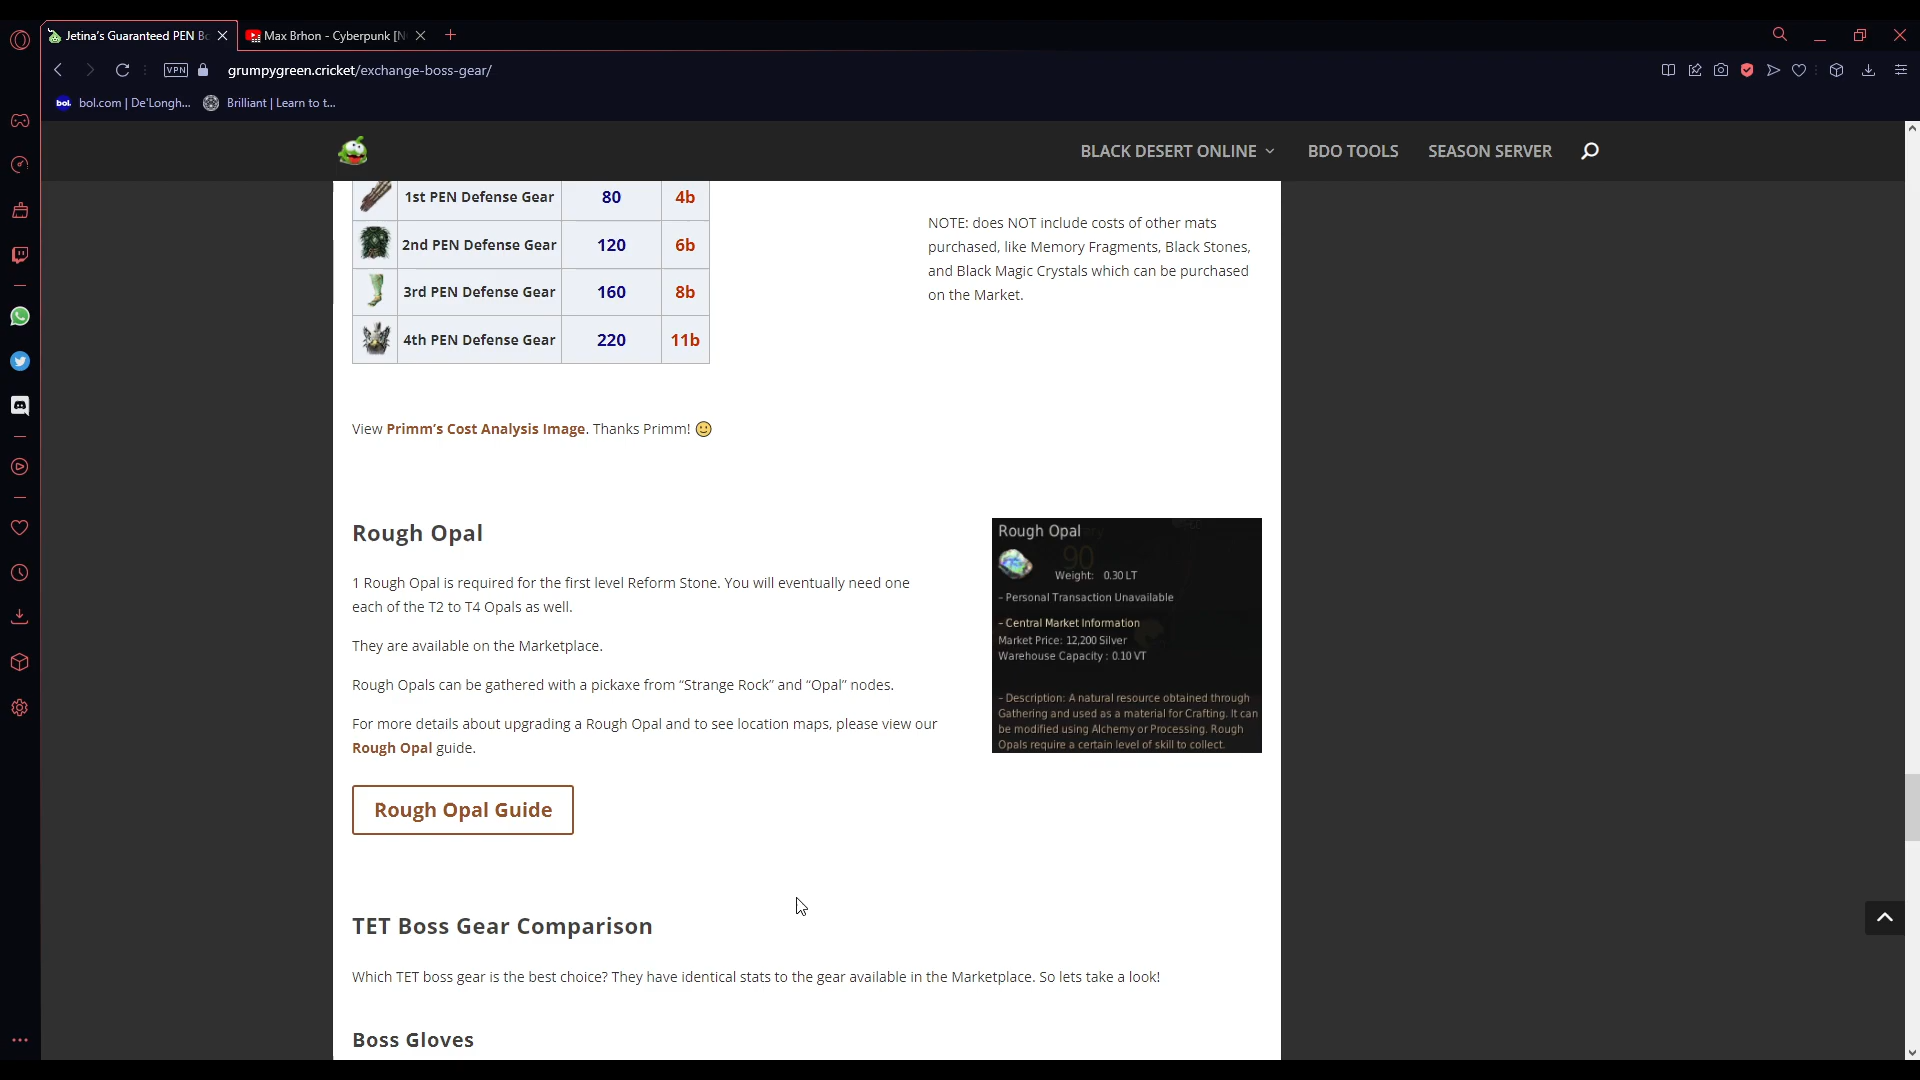 Jetina's Guaranteed PEN Bo
Max Brhon - Cyberpunk [N
VPN
grumpygreen.cricket/exchange-boss-gear/
bol. bol.com | De'Longh...
Brilliant | Learn to t...
BLACK DESERT ONLINE
BDO TOOLS
SEASON SERVER
1st PEN Defense Gear 80 4b
2nd PEN Defense Gear 120 6b
3rd PEN Defense Gear 160 8b
4th PEN Defense Gear 220 11b
NOTE: does NOT include costs of other mats
purchased, like Memory Fragments, Black Stones,
and Black Magic Crystals which can be purchased
on the Market.
View Primm's Cost Analysis Image. Thanks Primm! 🙂
Rough Opal
1 Rough Opal is required for the first level Reform Stone. You will eventually need one
each of the T2 to T4 Opals as well.
They are available on the Marketplace.
Rough Opals can be gathered with a pickaxe from “Strange Rock” and “Opal” nodes.
For more details about upgrading a Rough Opal and to see location maps, please view our
Rough Opal guide.
Rough Opal Guide
Rough Opal
90
Weight: 0.30 LT
- Personal Transaction Unavailable
- Central Market Information
Market Price: 12,200 Silver
Warehouse Capacity : 0.10 VT
- Description: A natural resource obtained through
Gathering and used as a material for Crafting. It can
be modified using Alchemy or Processing. Rough
Opals require a certain level of skill to collect.
TET Boss Gear Comparison
Which TET boss gear is the best choice? They have identical stats to the gear available in the Marketplace. So lets take a look!
Boss Gloves